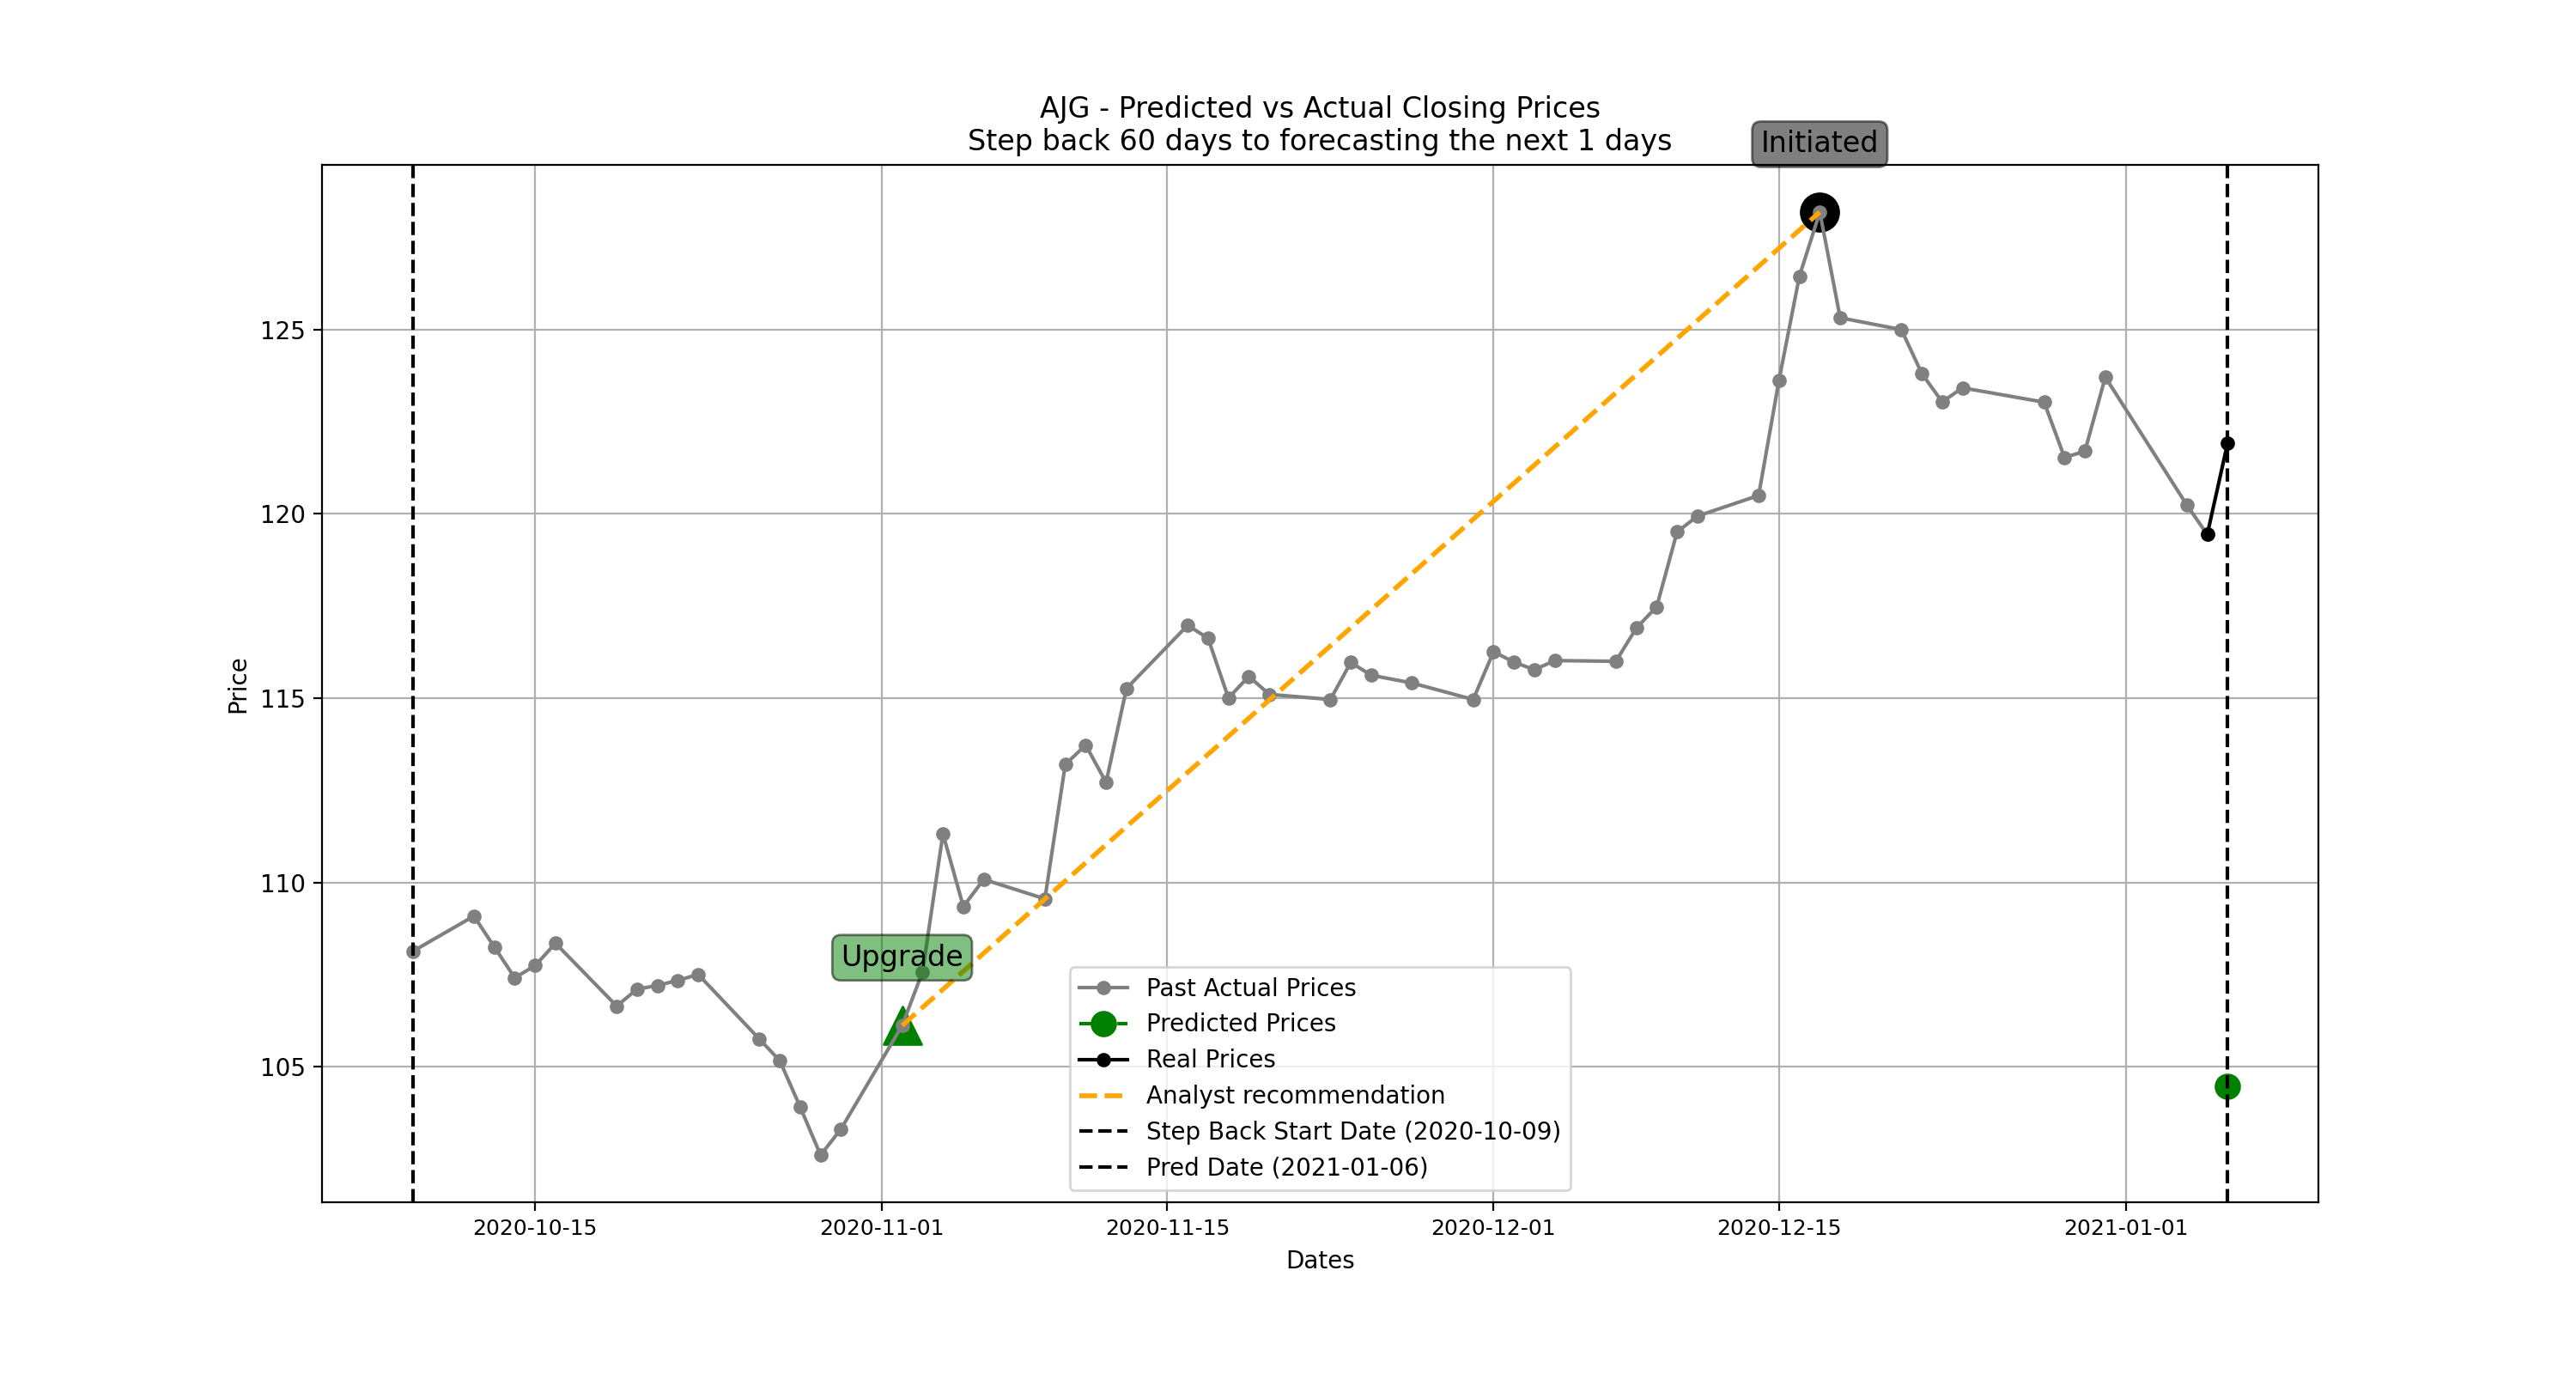 AJG - Predicted vs Actual Closing Prices
Step back 60 days to forecasting the next 1 days
Initiated
125
120
115
110
105
Price
Upgrade
Past Actual Prices
Predicted Prices
Real Prices
Analyst recommendation
Step Back Start Date (2020-10-09)
Pred Date (2021-01-06)
2020-10-15
2020-11-01
2020-11-15
2020-12-01
2020-12-15
2021-01-01
Dates